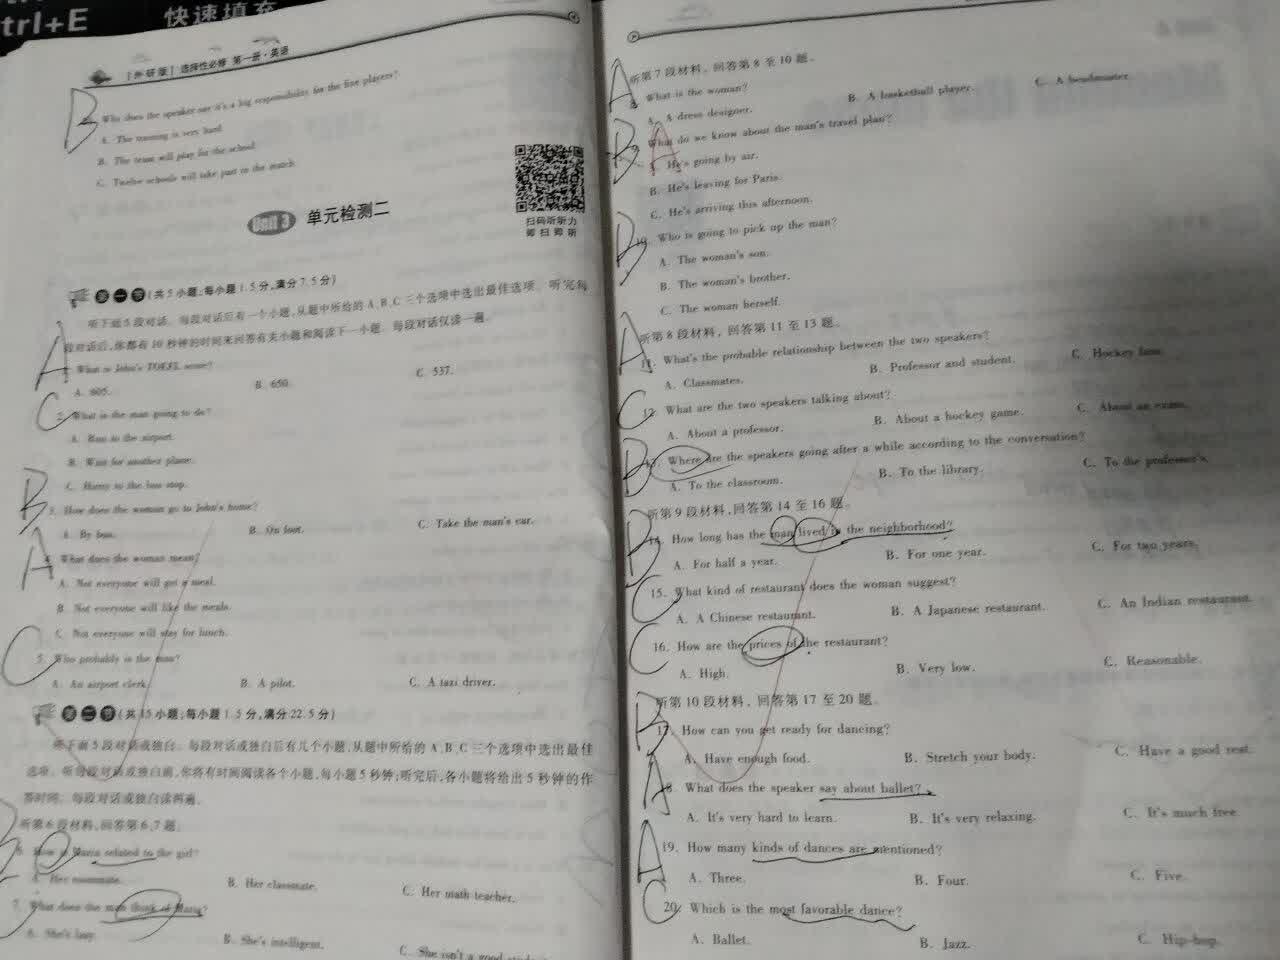 trl+E
快速填充
[外研版] 选择性必修 第一册·英语
B
Why does the speaker say it's a big responsibility for the five players?
A. The training is very hard.
B. The team will play for the school.
C. Twelve schools will take part in the match.
扫码听听力
即扫即听
Unit 3 单元检测二
第一节(共5小题;每小题1.5分,满分7.5分)
听下面5段对话。每段对话后有一个小题,从题中所给的A、B、C三个选项中选出最佳选项。听完每
段对话后,你都有10秒钟的时间来回答有关小题和阅读下一小题。每段对话仅读一遍。
A
What is John's TOEFL score?
A. 605.
B. 650.
C. 537.
C
2. What is the man going to do?
A. Run to the airport.
B. Wait for another plane.
C. Hurry to the bus stop.
B
3. How does the woman go to John's home?
A. By bus.
B. On foot.
C. Take the man's car.
A
4. What does the woman mean?
A. Not everyone will get a meal.
B. Not everyone will like the meals.
C. Not everyone will stay for lunch.
C
5. Who probably is the man?
A. An airport clerk.
B. A pilot.
C. A taxi driver.
第二节(共15小题;每小题1.5分,满分22.5分)
听下面5段对话或独白。每段对话或独白后有几个小题,从题中所给的A、B、C三个选项中选出最佳
选项。听每段对话或独白前,你将有时间阅读各个小题,每小题5秒钟;听完后,各小题将给出5秒钟的作
答时间。每段对话或独白读两遍。
听第6段材料,回答第6、7题。
6. How is Maria related to the girl?
A. Her roommate.
B. Her classmate.
C. Her math teacher.
7. What does the man think of Maria?
A. She's lazy.
B. She's intelligent.
C. She isn't a good
听第7段材料，回答第8至10题。
A
What is the woman?
A. A dress designer.
B. A basketball player.
C. A headmaster.
B A
What do we know about the man's travel plan?
He's going by air.
B. He's leaving for Paris.
C. He's arriving this afternoon.
B
10. Who is going to pick up the man?
A. The woman's son.
B. The woman's brother.
C. The woman herself.
听第8段材料，回答第11至13题。
A
11. What's the probable relationship between the two speakers?
A. Classmates.
B. Professor and student.
C. Hockey fans.
C
12. What are the two speakers talking about?
A. About a professor.
B. About a hockey game.
C. About an exam.
B
13. Where are the speakers going after a while according to the conversation?
A. To the classroom.
B. To the library.
C. To the professor's.
听第9段材料,回答第14至16题。
B
14. How long has the man lived in the neighborhood?
A. For half a year.
B. For one year.
C. For two years.
C
15. What kind of restaurant does the woman suggest?
A. A Chinese restaurant.
B. A Japanese restaurant.
C. An Indian restaurant.
C
16. How are the prices of the restaurant?
A. High.
B. Very low.
C. Reasonable.
听第10段材料，回答第17至20题。
B
17. How can you get ready for dancing?
A. Have enough food.
B. Stretch your body.
C. Have a good rest.
A
18. What does the speaker say about ballet?
A. It's very hard to learn.
B. It's very relaxing.
C. It's much free.
A
19. How many kinds of dances are mentioned?
A. Three.
B. Four.
C. Five.
C
20. Which is the most favorable dance?
A. Ballet.
B. Jazz.
C. Hip-hop.